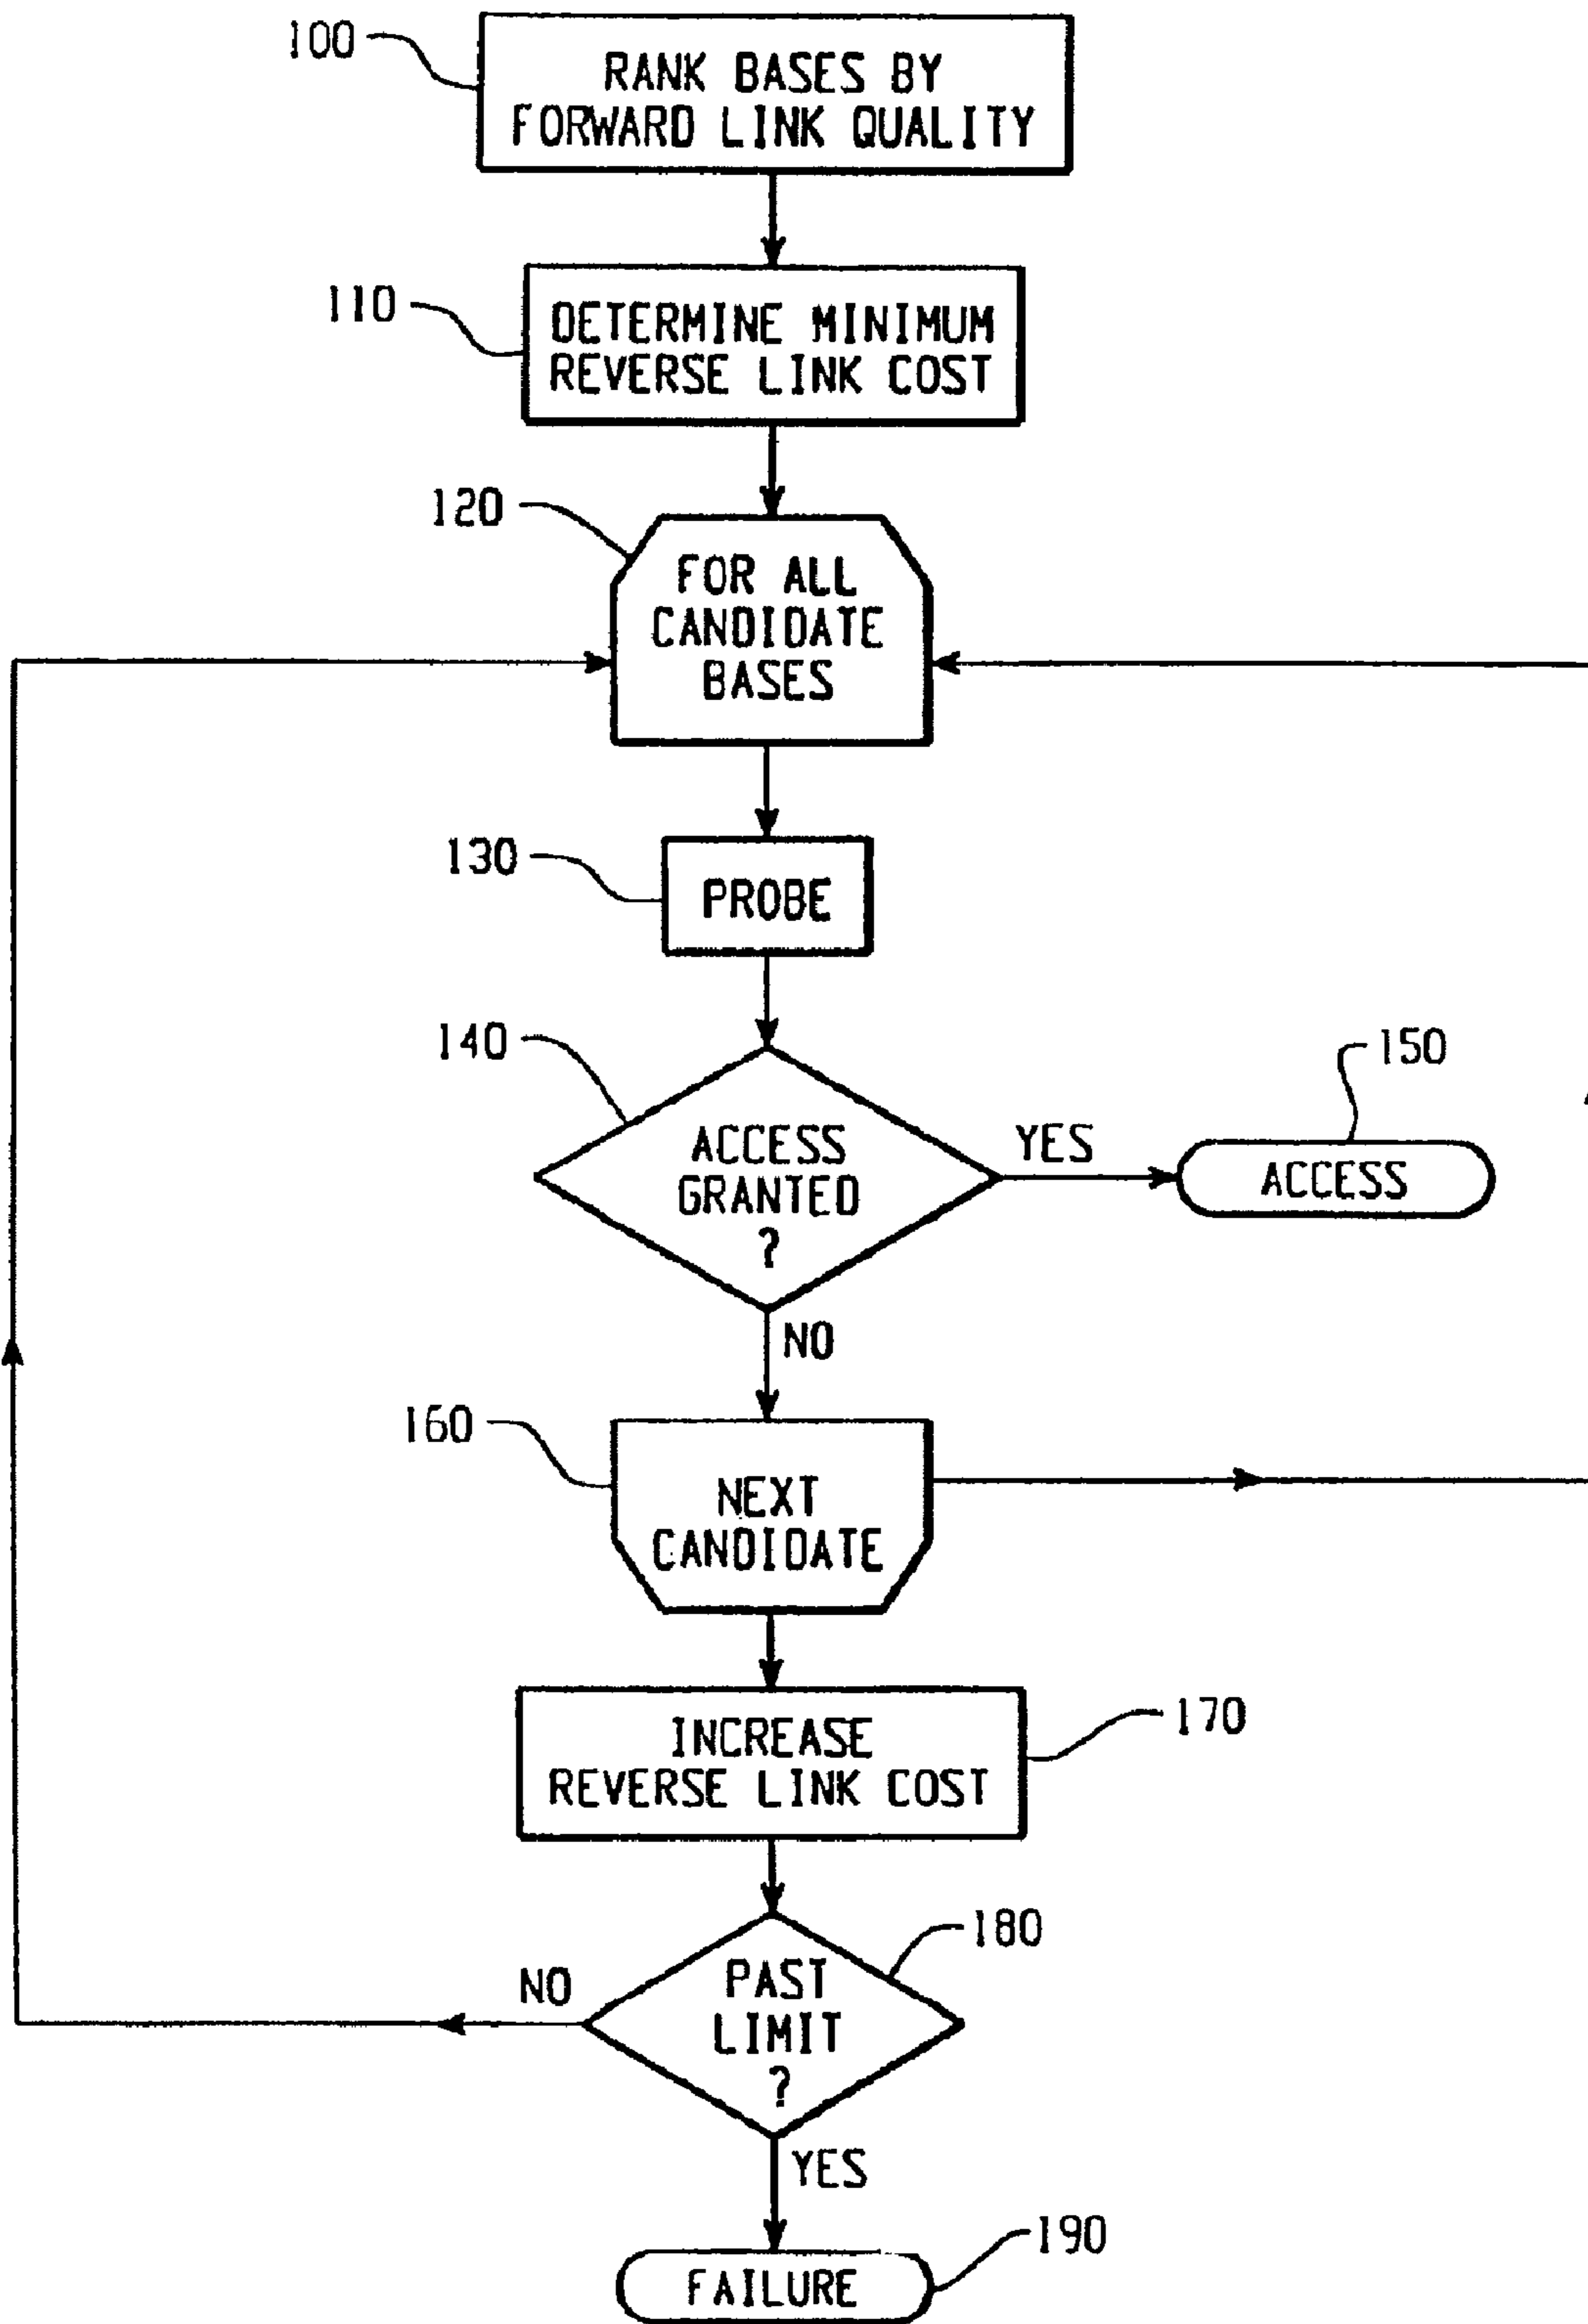 100
RANK BASES BY
FORWARD LINK QUALITY
110
DETERMINE MINIMUM
REVERSE LINK COST
120
FOR ALL
CANDIDATE
BASES
130
PROBE
140
ACCESS
GRANTED
?
YES
150
ACCESS
NO
160
NEXT
CANDIDATE
INCREASE
REVERSE LINK COST
170
180
PAST
LIMIT
?
NO
YES
190
FAILURE